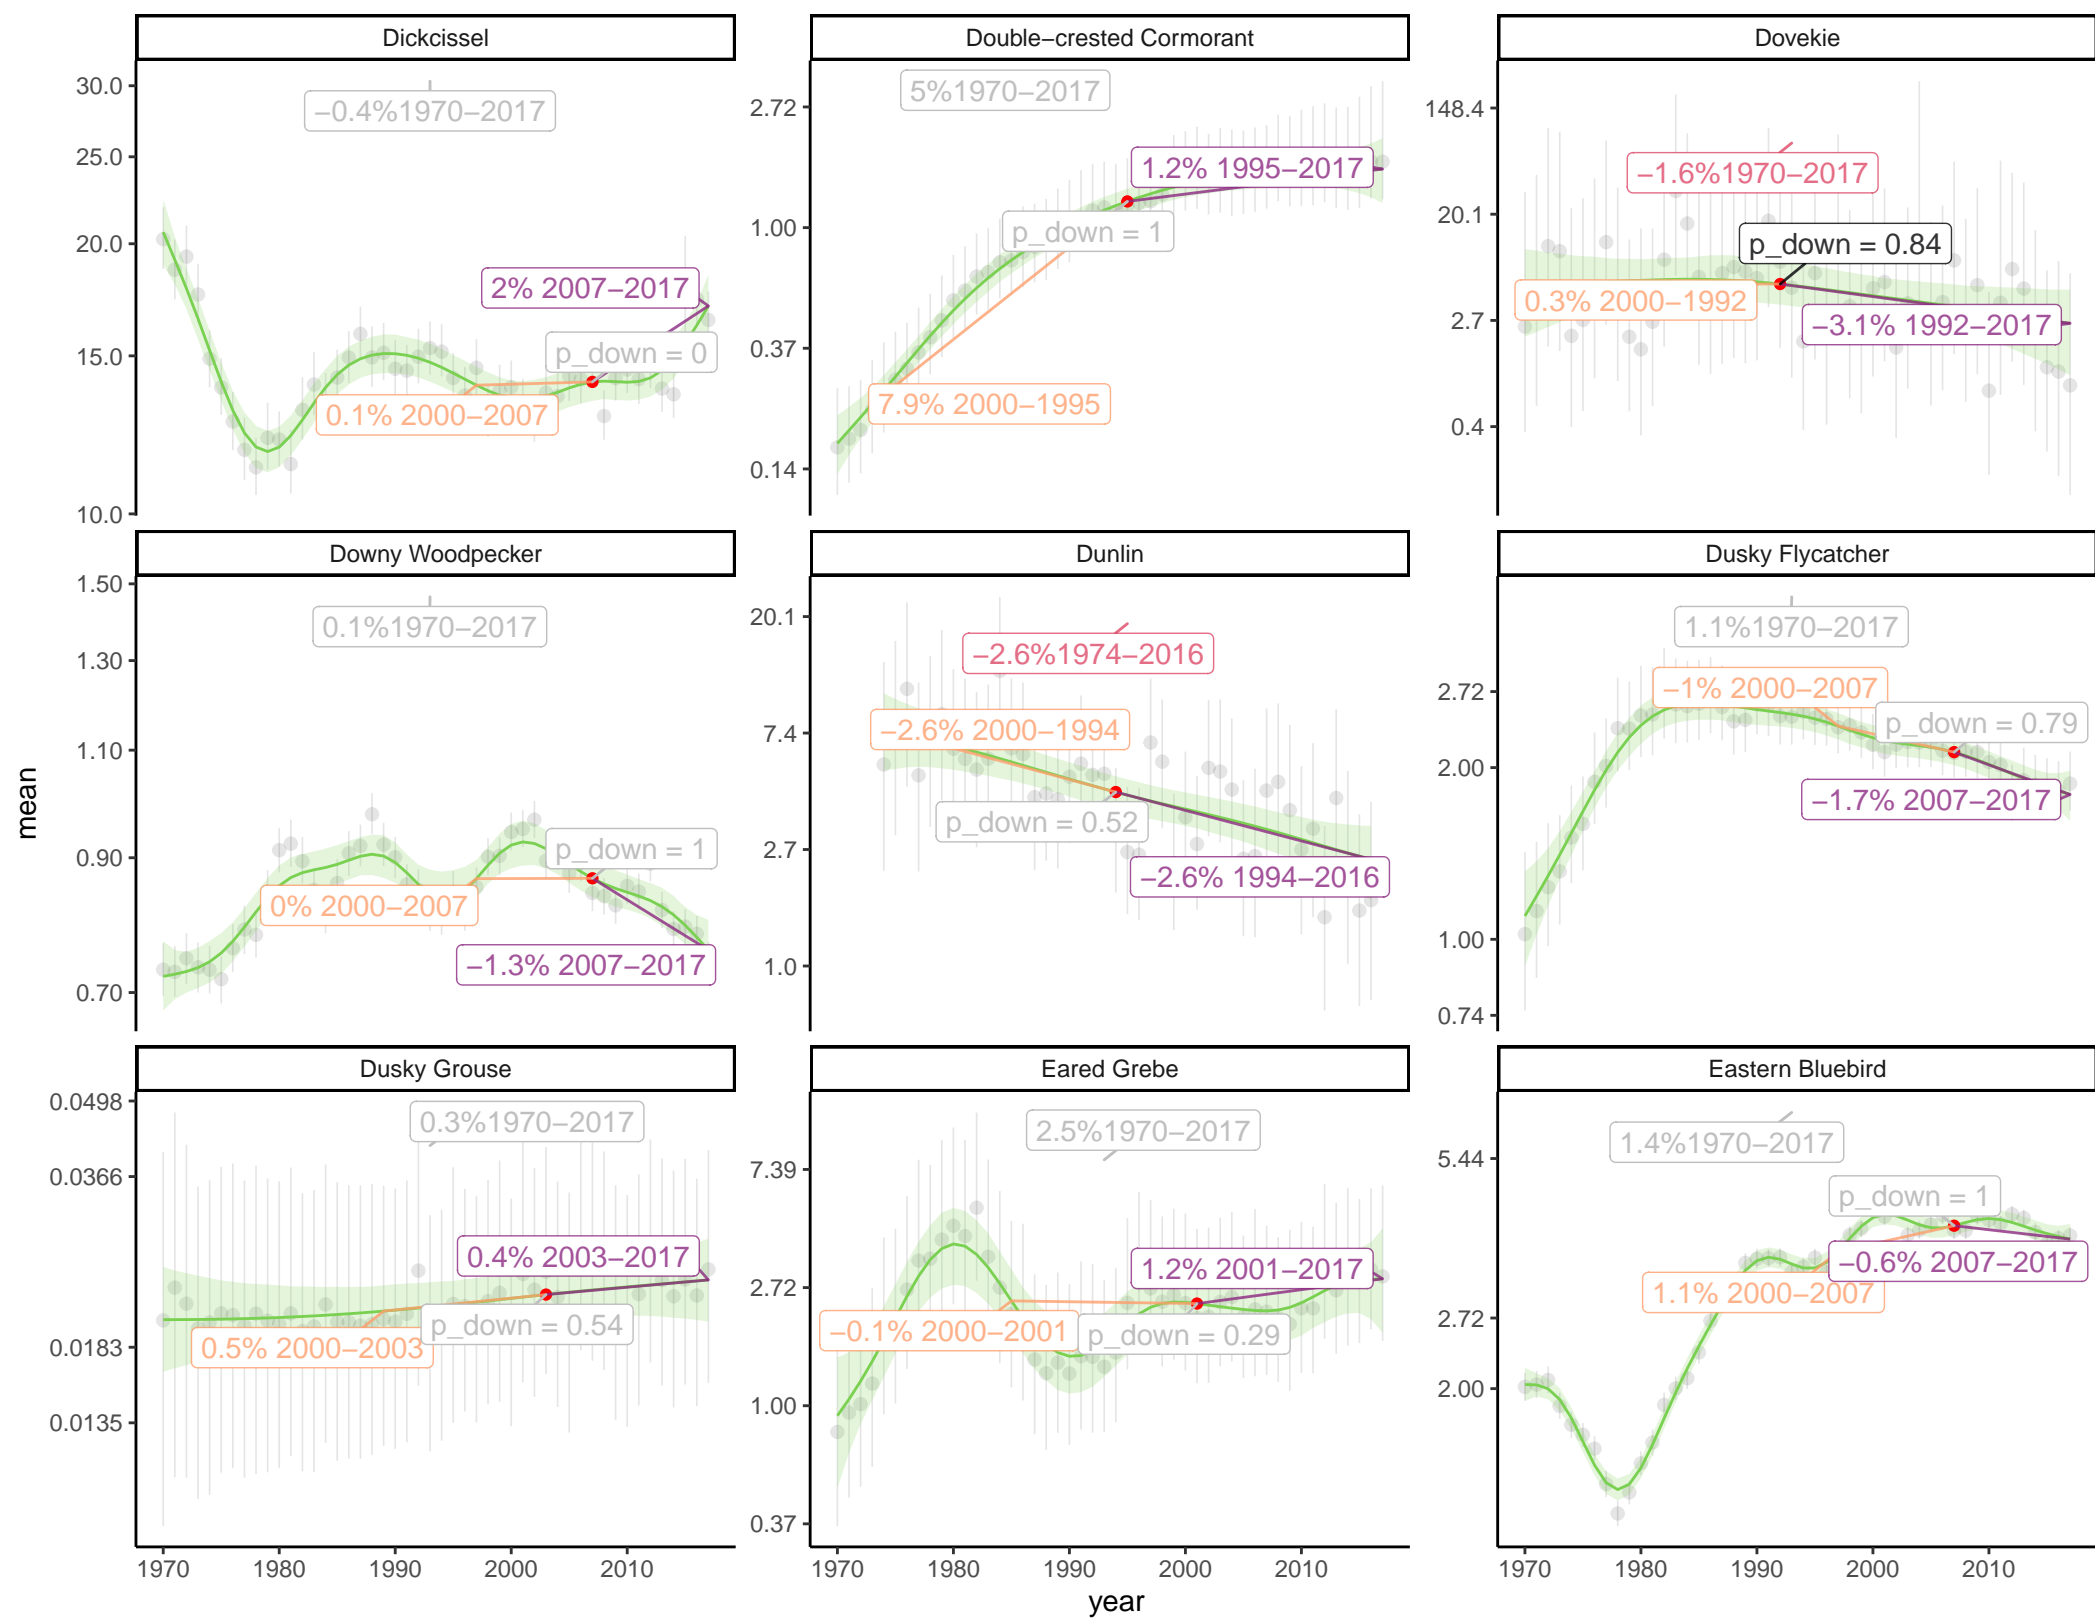 Dickcissel
Double−crested Cormorant
Dovekie
30.0
25.0
20.0
15.0
10.0
−0.4%1970−2017
2% 2007−2017
p_down = 0
0.1% 2000−2007
2.72
1.00
0.37
0.14
5%1970−2017
1.2% 1995−2017
p_down = 1
7.9% 2000−1995
148.4
20.1
2.7
0.4
−1.6%1970−2017
p_down = 0.84
0.3% 2000−1992
−3.1% 1992−2017
Downy Woodpecker
Dunlin
Dusky Flycatcher
1.50
1.30
1.10
0.90
0.70
0.1%1970−2017
p_down = 1
0% 2000−2007
−1.3% 2007−2017
20.1
7.4
2.7
1.0
−2.6%1974−2016
−2.6% 2000−1994
p_down = 0.52
−2.6% 1994−2016
2.72
2.00
1.00
0.74
1.1%1970−2017
−1% 2000−2007
p_down = 0.79
−1.7% 2007−2017
mean
Dusky Grouse
Eared Grebe
Eastern Bluebird
0.0498
0.0366
0.0183
0.0135
0.3%1970−2017
0.4% 2003−2017
p_down = 0.54
0.5% 2000−2003
7.39
2.72
1.00
0.37
2.5%1970−2017
1.2% 2001−2017
−0.1% 2000−2001
p_down = 0.29
5.44
2.72
2.00
1.4%1970−2017
p_down = 1
−0.6% 2007−2017
1.1% 2000−2007
1970 1980 1990 2000 2010
1970 1980 1990 2000 2010
1970 1980 1990 2000 2010
year